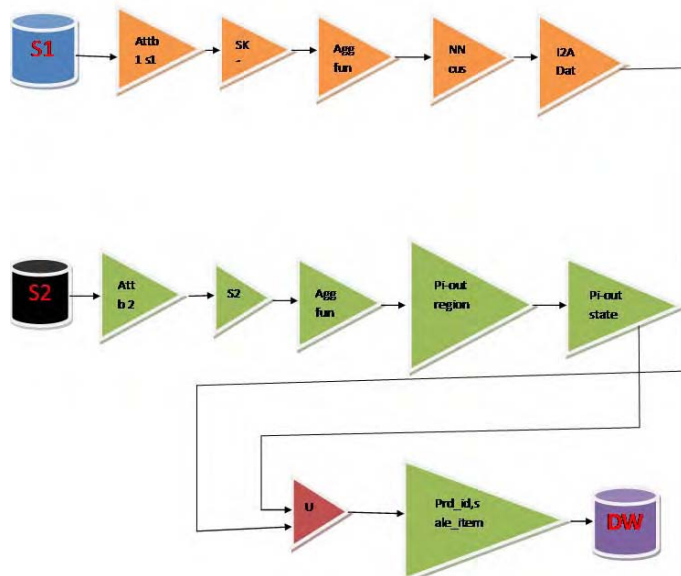 S1
Attb
1 s1
SK
-
Agg
fun
NN
cus
I2A
Dat
S2
Att
b 2
S2
Agg
fun
Pi-out
region
Pi-out
state
U
Prd_id,s
ale_item
DW